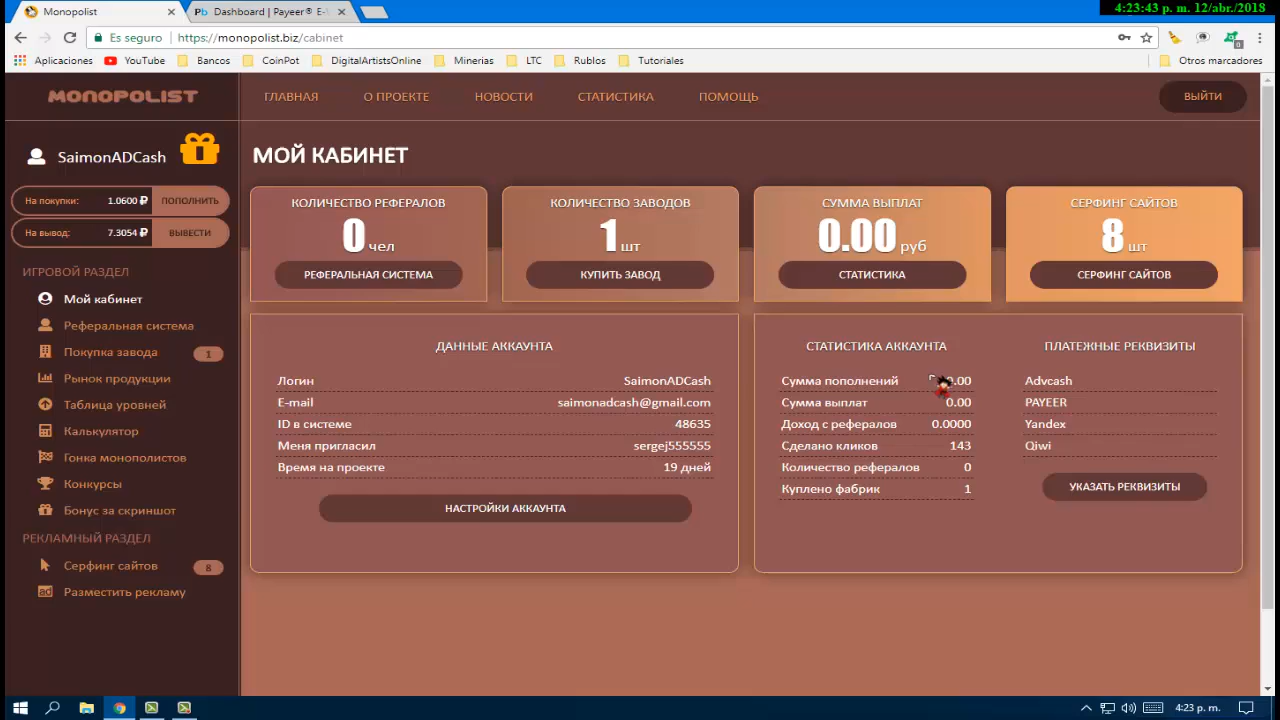 4:23:43 p. m. 12/abr./2018
Monopolist
Dashboard | Payeer® E-
Es seguro
https://monopolist.biz/cabinet
Aplicaciones YouTube Bancos CoinPot DigitalArtistsOnline Minerias LTC Rublos Tutoriales Otros marcadores
MONOPOLIST
ГЛАВНАЯ О ПРОЕКТЕ НОВОСТИ СТАТИСТИКА ПОМОЩЬ ВЫЙТИ
SaimonADCash
На покупки: 1.0600 ₽ ПОПОЛНИТЬ
На вывод: 7.3054 ₽ ВЫВЕСТИ
ИГРОВОЙ РАЗДЕЛ
Мой кабинет
Реферальная система
Покупка завода 1
Рынок продукции
Таблица уровней
Калькулятор
Гонка монополистов
Конкурсы
Бонус за скриншот
РЕКЛАМНЫЙ РАЗДЕЛ
Серфинг сайтов 8
Разместить рекламу
МОЙ КАБИНЕТ
КОЛИЧЕСТВО РЕФЕРАЛОВ
0 чел
РЕФЕРАЛЬНАЯ СИСТЕМА
КОЛИЧЕСТВО ЗАВОДОВ
1 шт
КУПИТЬ ЗАВОД
СУММА ВЫПЛАТ
0.00 руб
СТАТИСТИКА
СЕРФИНГ САЙТОВ
8 шт
СЕРФИНГ САЙТОВ
ДАННЫЕ АККАУНТА
Логин SaimonADCash
E-mail saimonadcash@gmail.com
ID в системе 48635
Меня пригласил sergej555555
Время на проекте 19 дней
НАСТРОЙКИ АККАУНТА
СТАТИСТИКА АККАУНТА
Сумма пополнений
Сумма выплат 0.00
Доход с рефералов 0.0000
Сделано кликов 143
Количество рефералов 0
Куплено фабрик 1
ПЛАТЕЖНЫЕ РЕКВИЗИТЫ
Advcash
PAYEER
Yandex
Qiwi
УКАЗАТЬ РЕКВИЗИТЫ
4:23 p. m.